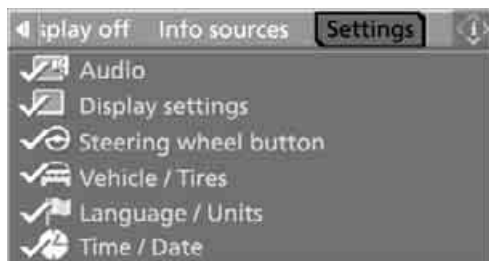 splay off Info sources Settings i
Audio
Display settings
Steering wheel button
Vehicle / Tires
Language / Units
Time / Date